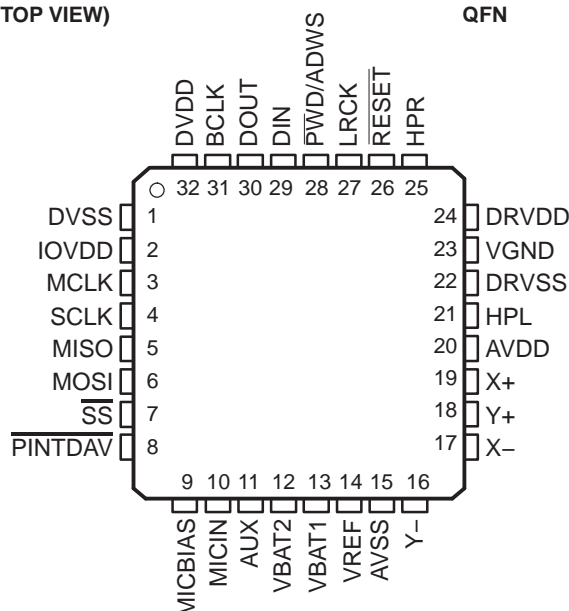 TOP VIEW)
QFN
DVDD
BCLK
DOUT
DIN
PWD/ADWS
LRCK
RESET
HPR
32 31 30 29 28 27 26 25
DVSS 1
IOVDD 2
MCLK 3
SCLK 4
MISO 5
MOSI 6
SS 7
PINTDAV 8
24 DRVDD
23 VGND
22 DRVSS
21 HPL
20 AVDD
19 X+
18 Y+
17 X–
9 10 11 12 13 14 15 16
MICBIAS
MICIN
AUX
VBAT2
VBAT1
VREF
AVSS
Y–